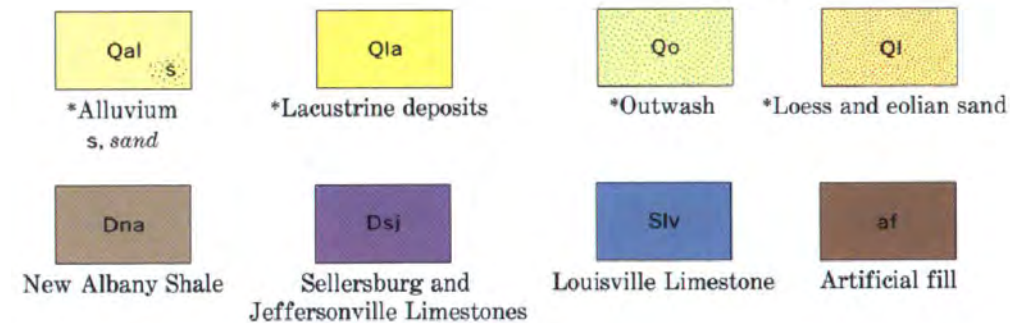 Qal
s
Qla
Qo
Ql
*Alluvium
s, sand
*Lacustrine deposits
*Outwash
*Loess and eolian sand
Dna
Dsj
Slv
af
New Albany Shale
Sellersburg and
Jeffersonville Limestones
Louisville Limestone
Artificial fill